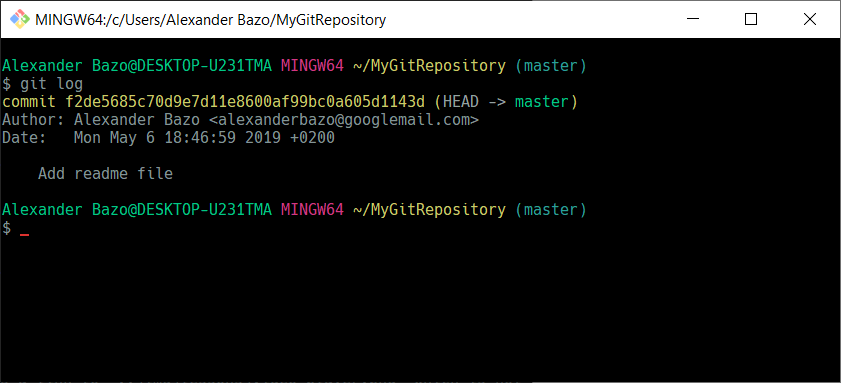 MINGW64:/c/Users/Alexander Bazo/MyGitRepository
Alexander Bazo@DESKTOP-U231TMA MINGW64 ~/MyGitRepository (master)
$ git log
commit f2de5685c70d9e7d11e8600af99bc0a605d1143d (HEAD -> master)
Author: Alexander Bazo <alexanderbazo@googlemail.com>
Date:   Mon May 6 18:46:59 2019 +0200
    Add readme file
Alexander Bazo@DESKTOP-U231TMA MINGW64 ~/MyGitRepository (master)
$ _